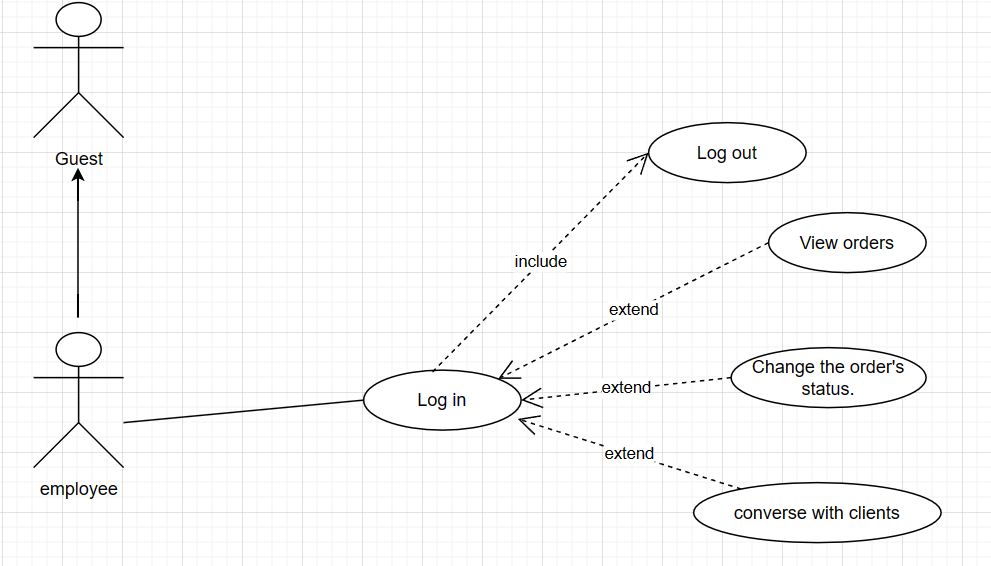 Guest
Log out
View orders
include
extend
Change the order's
status.
extend
Log in
extend
employee
converse with clients